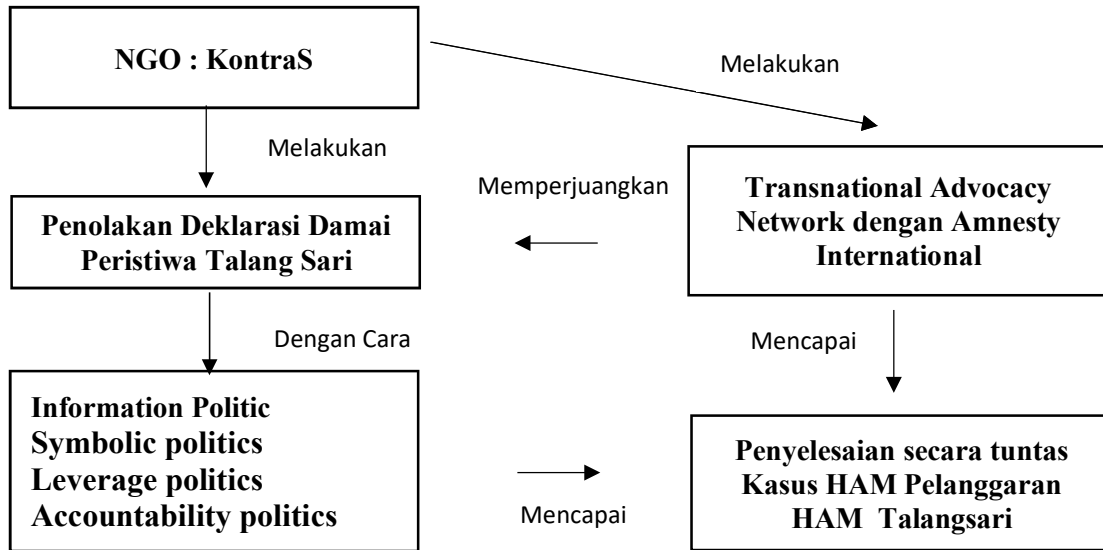 NGO : KontraS
Melakukan
Melakukan
Memperjuangkan
Transnational Advocacy
Network dengan Amnesty
International
Penolakan Deklarasi Damai
Peristiwa Talang Sari
Dengan Cara
Mencapai
Information Politic
Symbolic politics
Leverage politics
Accountability politics
Mencapai
Penyelesaian secara tuntas
Kasus HAM Pelanggaran
HAM Talangsari